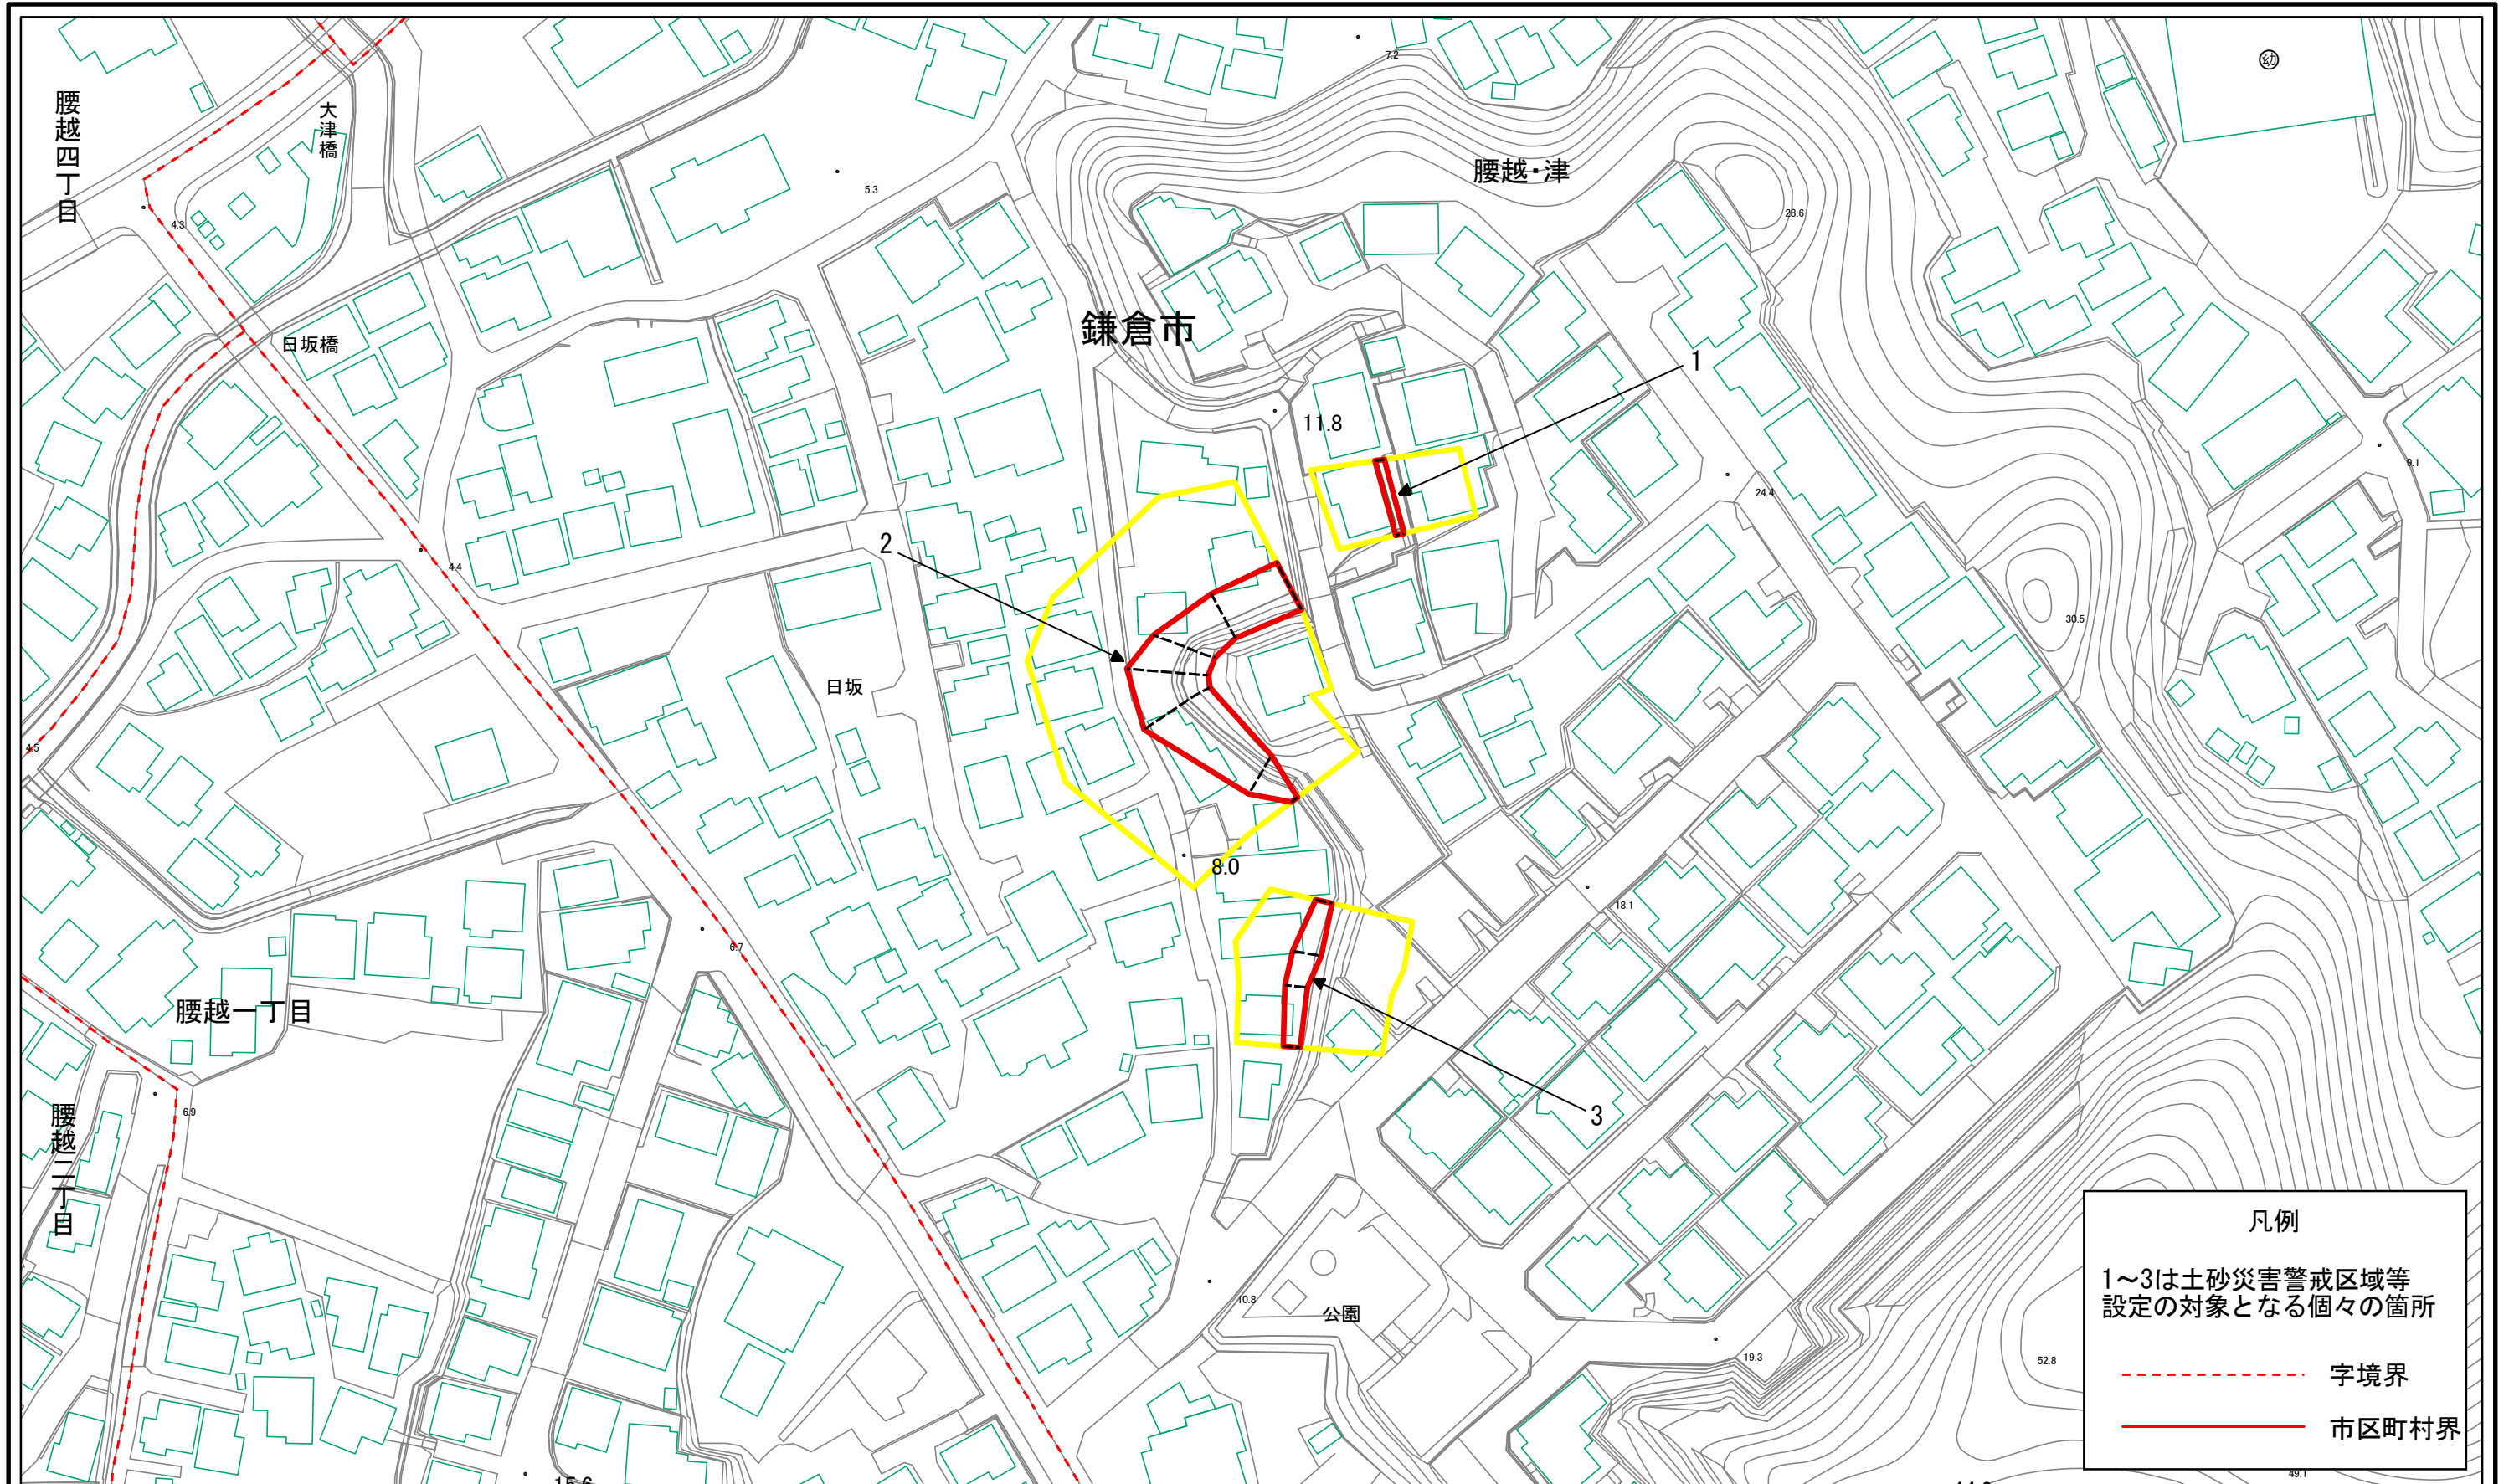 7.2
幼
腰越四丁目
大津橋
腰越・津
5.3
28.6
4.3
鎌倉市
日坂橋
1
11.8
9.1
24.4
2
4.4
30.5
日坂
4.5
8.0
18.1
6.7
腰越一丁目
腰越二丁目
6.9
3
凡例
1～3は土砂災害警戒区域等
設定の対象となる個々の箇所
字境界
市区町村界
10.8
公園
19.3
52.8
49.1